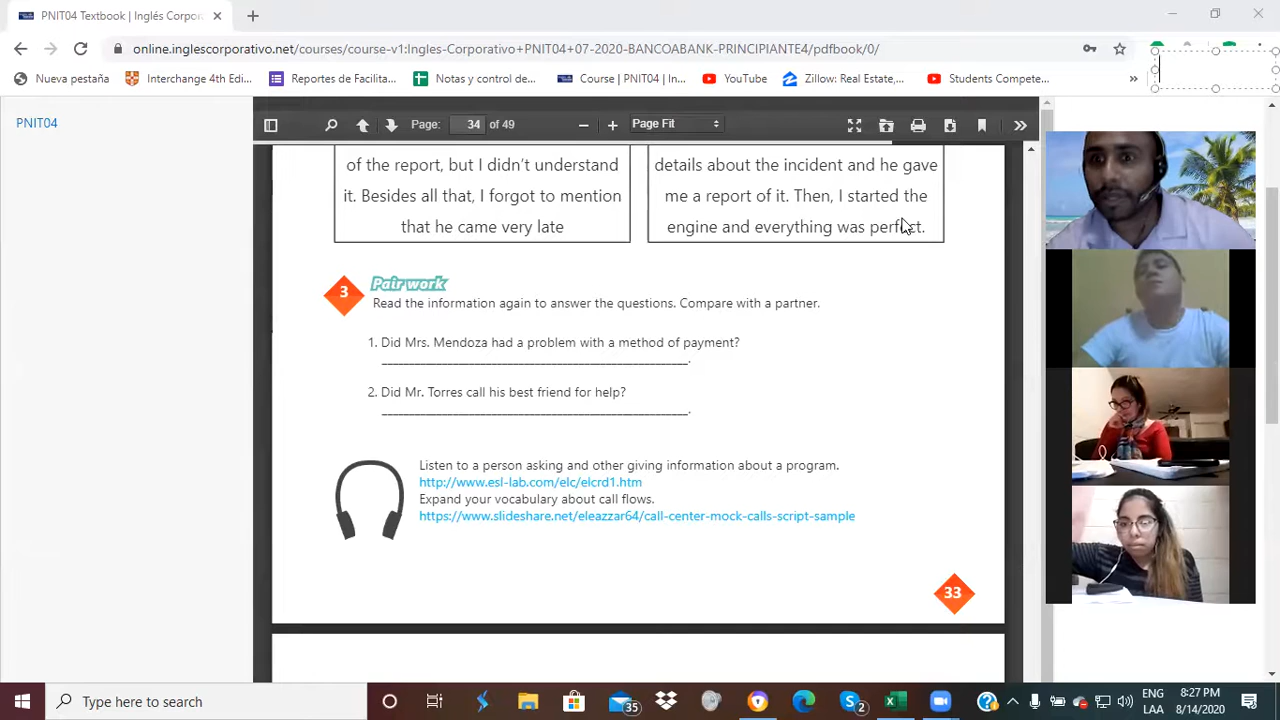 PNIT04 Textbook | Inglés Corpora
online.inglescorporativo.net/courses/course-v1:Ingles-Corporativo+PNIT04+07-2020-BANCOABANK-PRINCIPIANTE4/pdfbook/0/
Nueva pestaña
Interchange 4th Edi...
Reportes de Facilita...
Notas y control de...
Course | PNIT04 | In...
YouTube
Zillow: Real Estate,...
Students Compete...
»
PNIT04
Page: 34 of 49
Page Fit
of the report, but I didn't understand
it. Besides all that, I forgot to mention
that he came very late
details about the incident and he gave
me a report of it. Then, I started the
engine and everything was perfect.
3
Pair work
Read the information again to answer the questions. Compare with a partner.
1. Did Mrs. Mendoza had a problem with a method of payment?
2. Did Mr. Torres call his best friend for help?
Listen to a person asking and other giving information about a program.
http://www.esl-lab.com/elc/elcrd1.htm
Expand your vocabulary about call flows.
https://www.slideshare.net/eleazzar64/call-center-mock-calls-script-sample
33
Type here to search
35
2
ENG
LAA
8:27 PM
8/14/2020